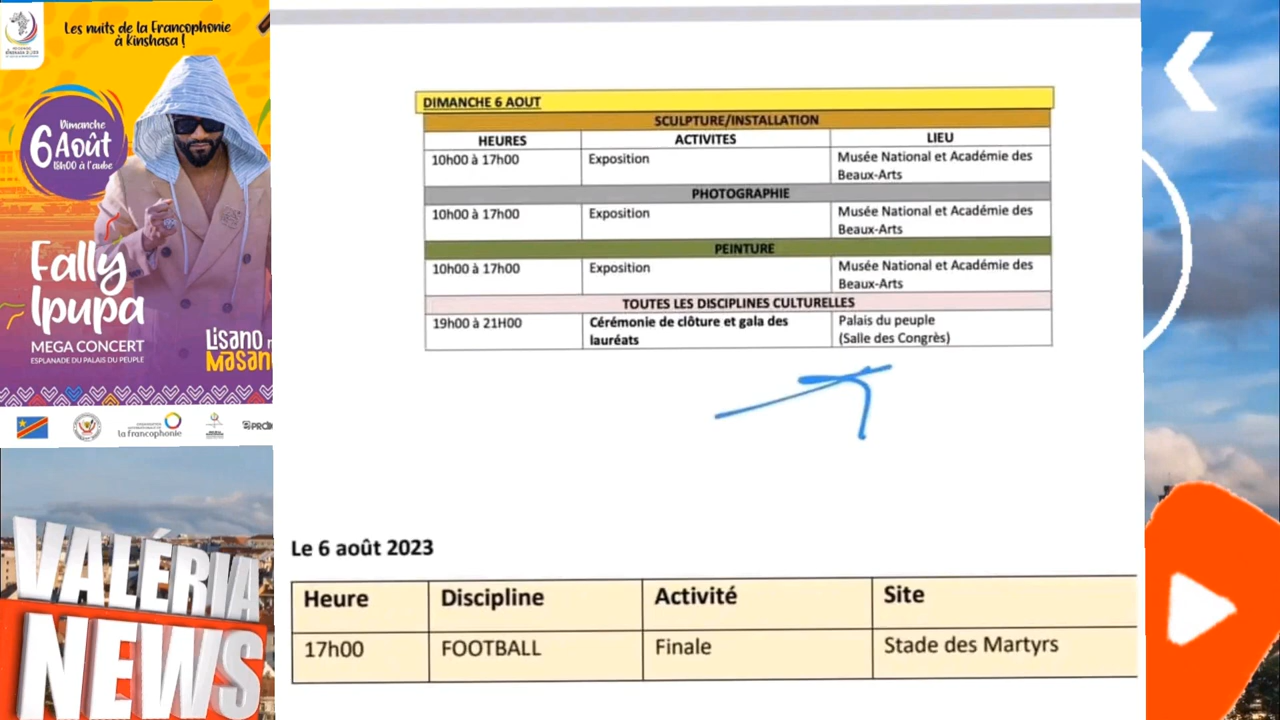 Les nuits de la Francophonie
à Kinshasa !
Dimanche
6 Août
18h00 à l'aube
Fally
Ipupa
MEGA CONCERT
ESPLANADE DU PALAIS DU PEUPLE
Lisano
Masan
la francophonie
VALÉRIA
NEWS
DIMANCHE 6 AOUT
SCULPTURE/INSTALLATION
HEURES ACTIVITES LIEU
10h00 à 17h00 Exposition Musée National et Académie des
Beaux-Arts
PHOTOGRAPHIE
10h00 à 17h00 Exposition Musée National et Académie des
Beaux-Arts
PEINTURE
10h00 à 17h00 Exposition Musée National et Académie des
Beaux-Arts
TOUTES LES DISCIPLINES CULTURELLES
19h00 à 21H00 Cérémonie de clôture et gala des Palais du peuple
lauréats (Salle des Congrès)
Le 6 août 2023
Heure Discipline Activité Site
17h00 FOOTBALL Finale Stade des Martyrs